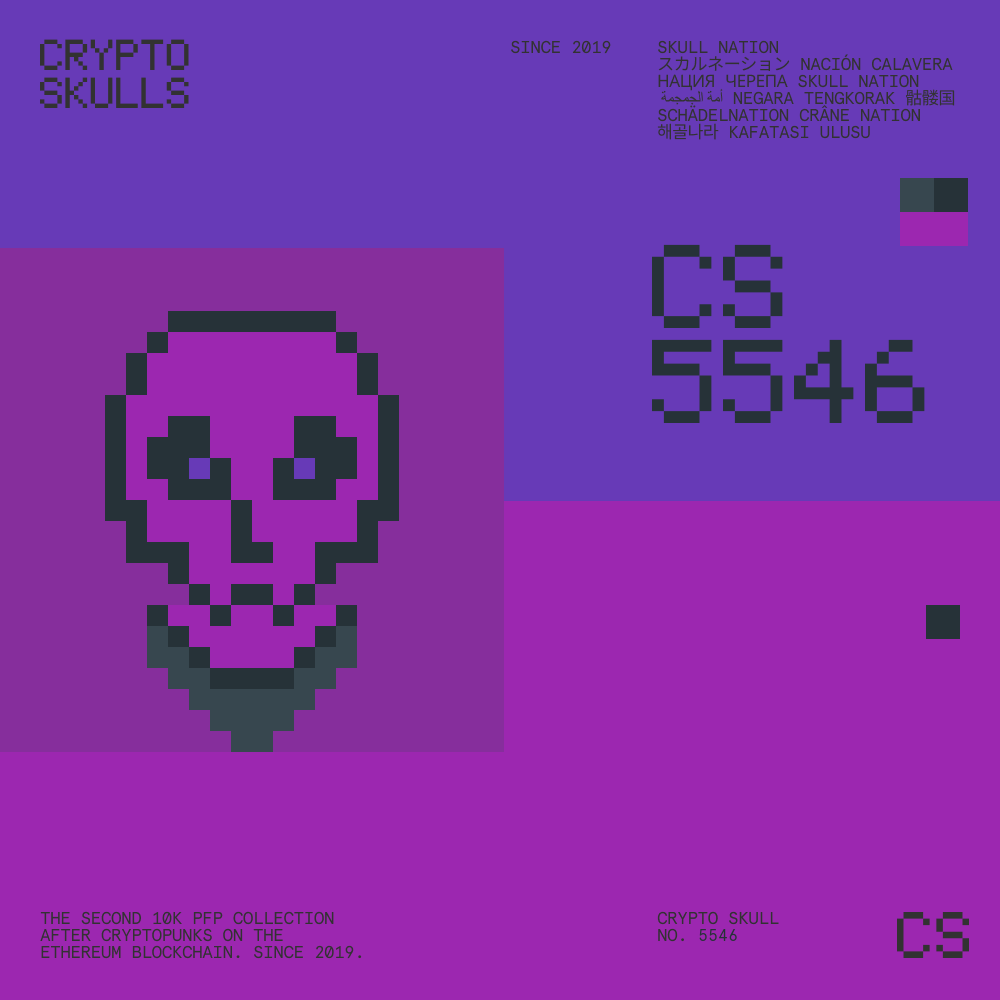 CRYPTO
SKULLS
SINCE 2019
SKULL NATION
スカルネーション NACIÓN CALAVERA
НАЦИЯ ЧЕРЕПА SKULL NATION
أمة الجمجمة NEGARA TENGKORAK 骷髅国
SCHÄDELNATION CRÂNE NATION
해골나라 KAFATASI ULUSU
CS
5546
THE SECOND 10K PFP COLLECTION
AFTER CRYPTOPUNKS ON THE
ETHEREUM BLOCKCHAIN. SINCE 2019.
CRYPTO SKULL
NO. 5546
CS